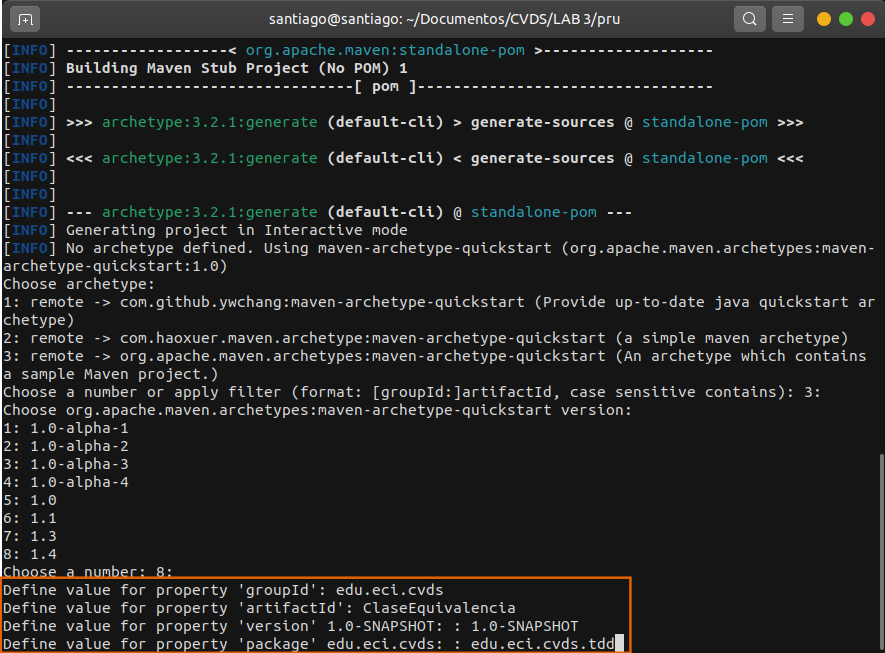 santiago@santiago: ~/Documentos/CVDS/LAB 3/pru
[INFO] ------------------< org.apache.maven:standalone-pom >-------------------
[INFO] Building Maven Stub Project (No POM) 1
[INFO] --------------------------------[ pom ]---------------------------------
[INFO]
[INFO] >>> archetype:3.2.1:generate (default-cli) > generate-sources @ standalone-pom >>>
[INFO]
[INFO] <<< archetype:3.2.1:generate (default-cli) < generate-sources @ standalone-pom <<<
[INFO]
[INFO]
[INFO] --- archetype:3.2.1:generate (default-cli) @ standalone-pom ---
[INFO] Generating project in Interactive mode
[INFO] No archetype defined. Using maven-archetype-quickstart (org.apache.maven.archetypes:maven-
archetype-quickstart:1.0)
Choose archetype:
1: remote -> com.github.ywchang:maven-archetype-quickstart (Provide up-to-date java quickstart ar
chetype)
2: remote -> com.haoxuer.maven.archetype:maven-archetype-quickstart (a simple maven archetype)
3: remote -> org.apache.maven.archetypes:maven-archetype-quickstart (An archetype which contains
a sample Maven project.)
Choose a number or apply filter (format: [groupId:]artifactId, case sensitive contains): 3:
Choose org.apache.maven.archetypes:maven-archetype-quickstart version:
1: 1.0-alpha-1
2: 1.0-alpha-2
3: 1.0-alpha-3
4: 1.0-alpha-4
5: 1.0
6: 1.1
7: 1.3
8: 1.4
Choose a number: 8:
Define value for property 'groupId': edu.eci.cvds
Define value for property 'artifactId': ClaseEquivalencia
Define value for property 'version' 1.0-SNAPSHOT: : 1.0-SNAPSHOT
Define value for property 'package' edu.eci.cvds: : edu.eci.cvds.tdd